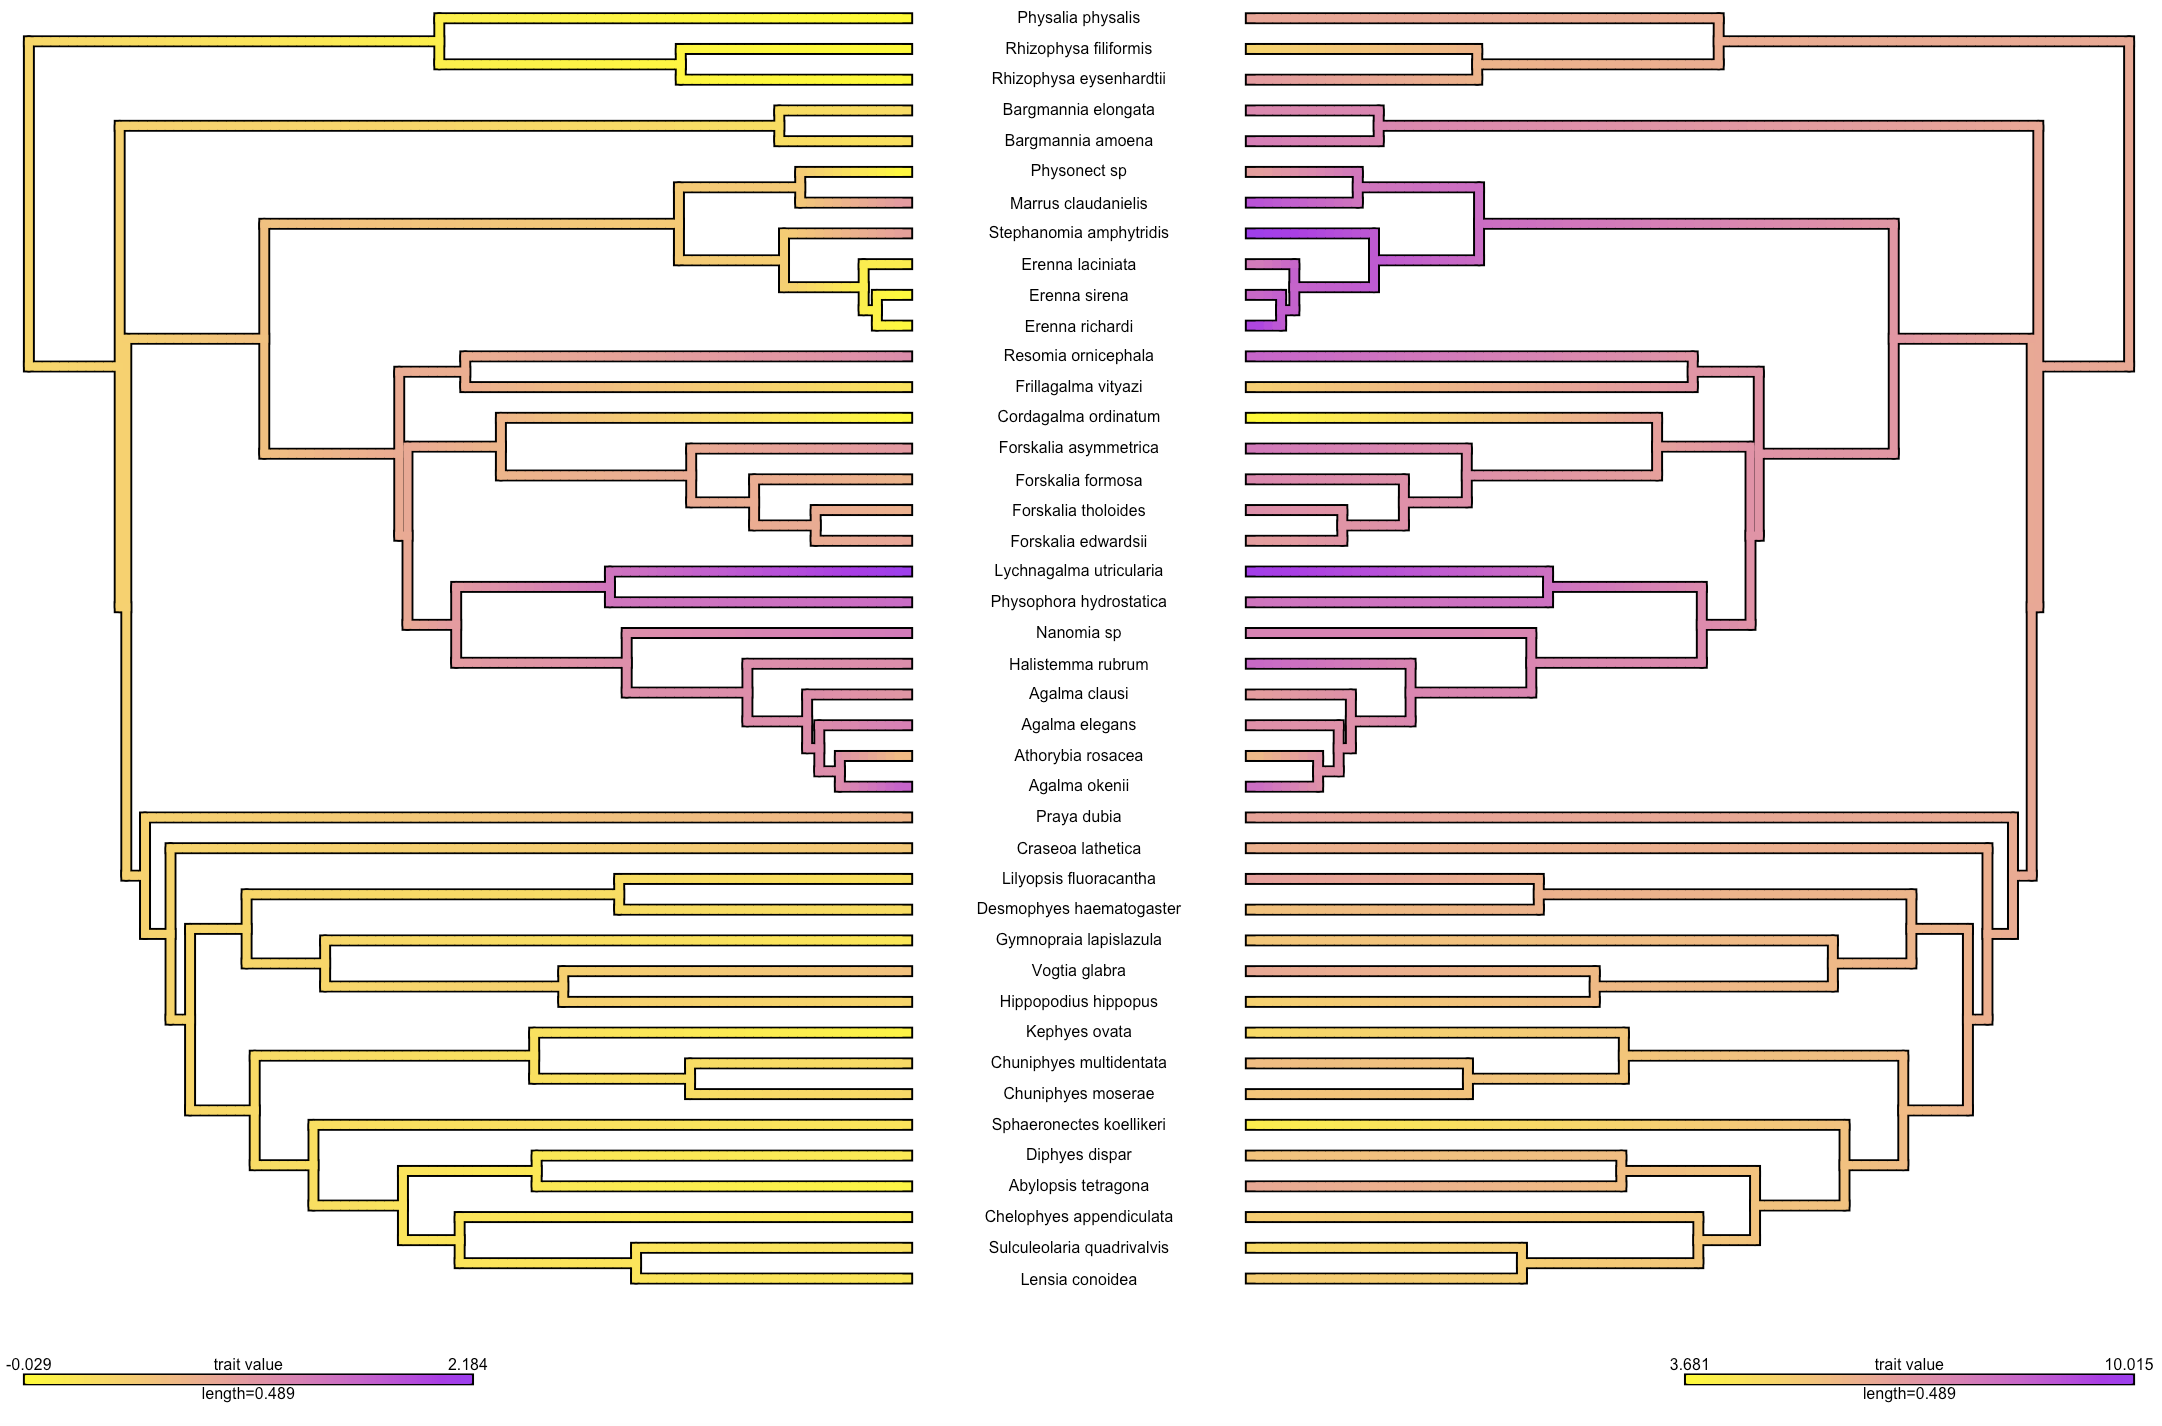 Physalia physalis
Rhizophysa filiformis
Rhizophysa eysenhardtii
Bargmannia elongata
Bargmannia amoena
Physonect sp
Marrus claudanielis
Stephanomia amphytridis
Erenna laciniata
Erenna sirena
Erenna richardi
Resomia ornicephala
Frillagalma vityazi
Cordagalma ordinatum
Forskalia asymmetrica
Forskalia formosa
Forskalia tholoides
Forskalia edwardsii
Lychnagalma utricularia
Physophora hydrostatica
Nanomia sp
Halistemma rubrum
Agalma clausi
Agalma elegans
Athorybia rosacea
Agalma okenii
Praya dubia
Craseoa lathetica
Lilyopsis fluoracantha
Desmophyes haematogaster
Gymnopraia lapislazula
Vogtia glabra
Hippopodius hippopus
Kephyes ovata
Chuniphyes multidentata
Chuniphyes moserae
Sphaeronectes koellikeri
Diphyes dispar
Abylopsis tetragona
Chelophyes appendiculata
Sulculeolaria quadrivalvis
Lensia conoidea
-0.029 trait value 2.184
length=0.489
3.681 trait value 10.015
length=0.489